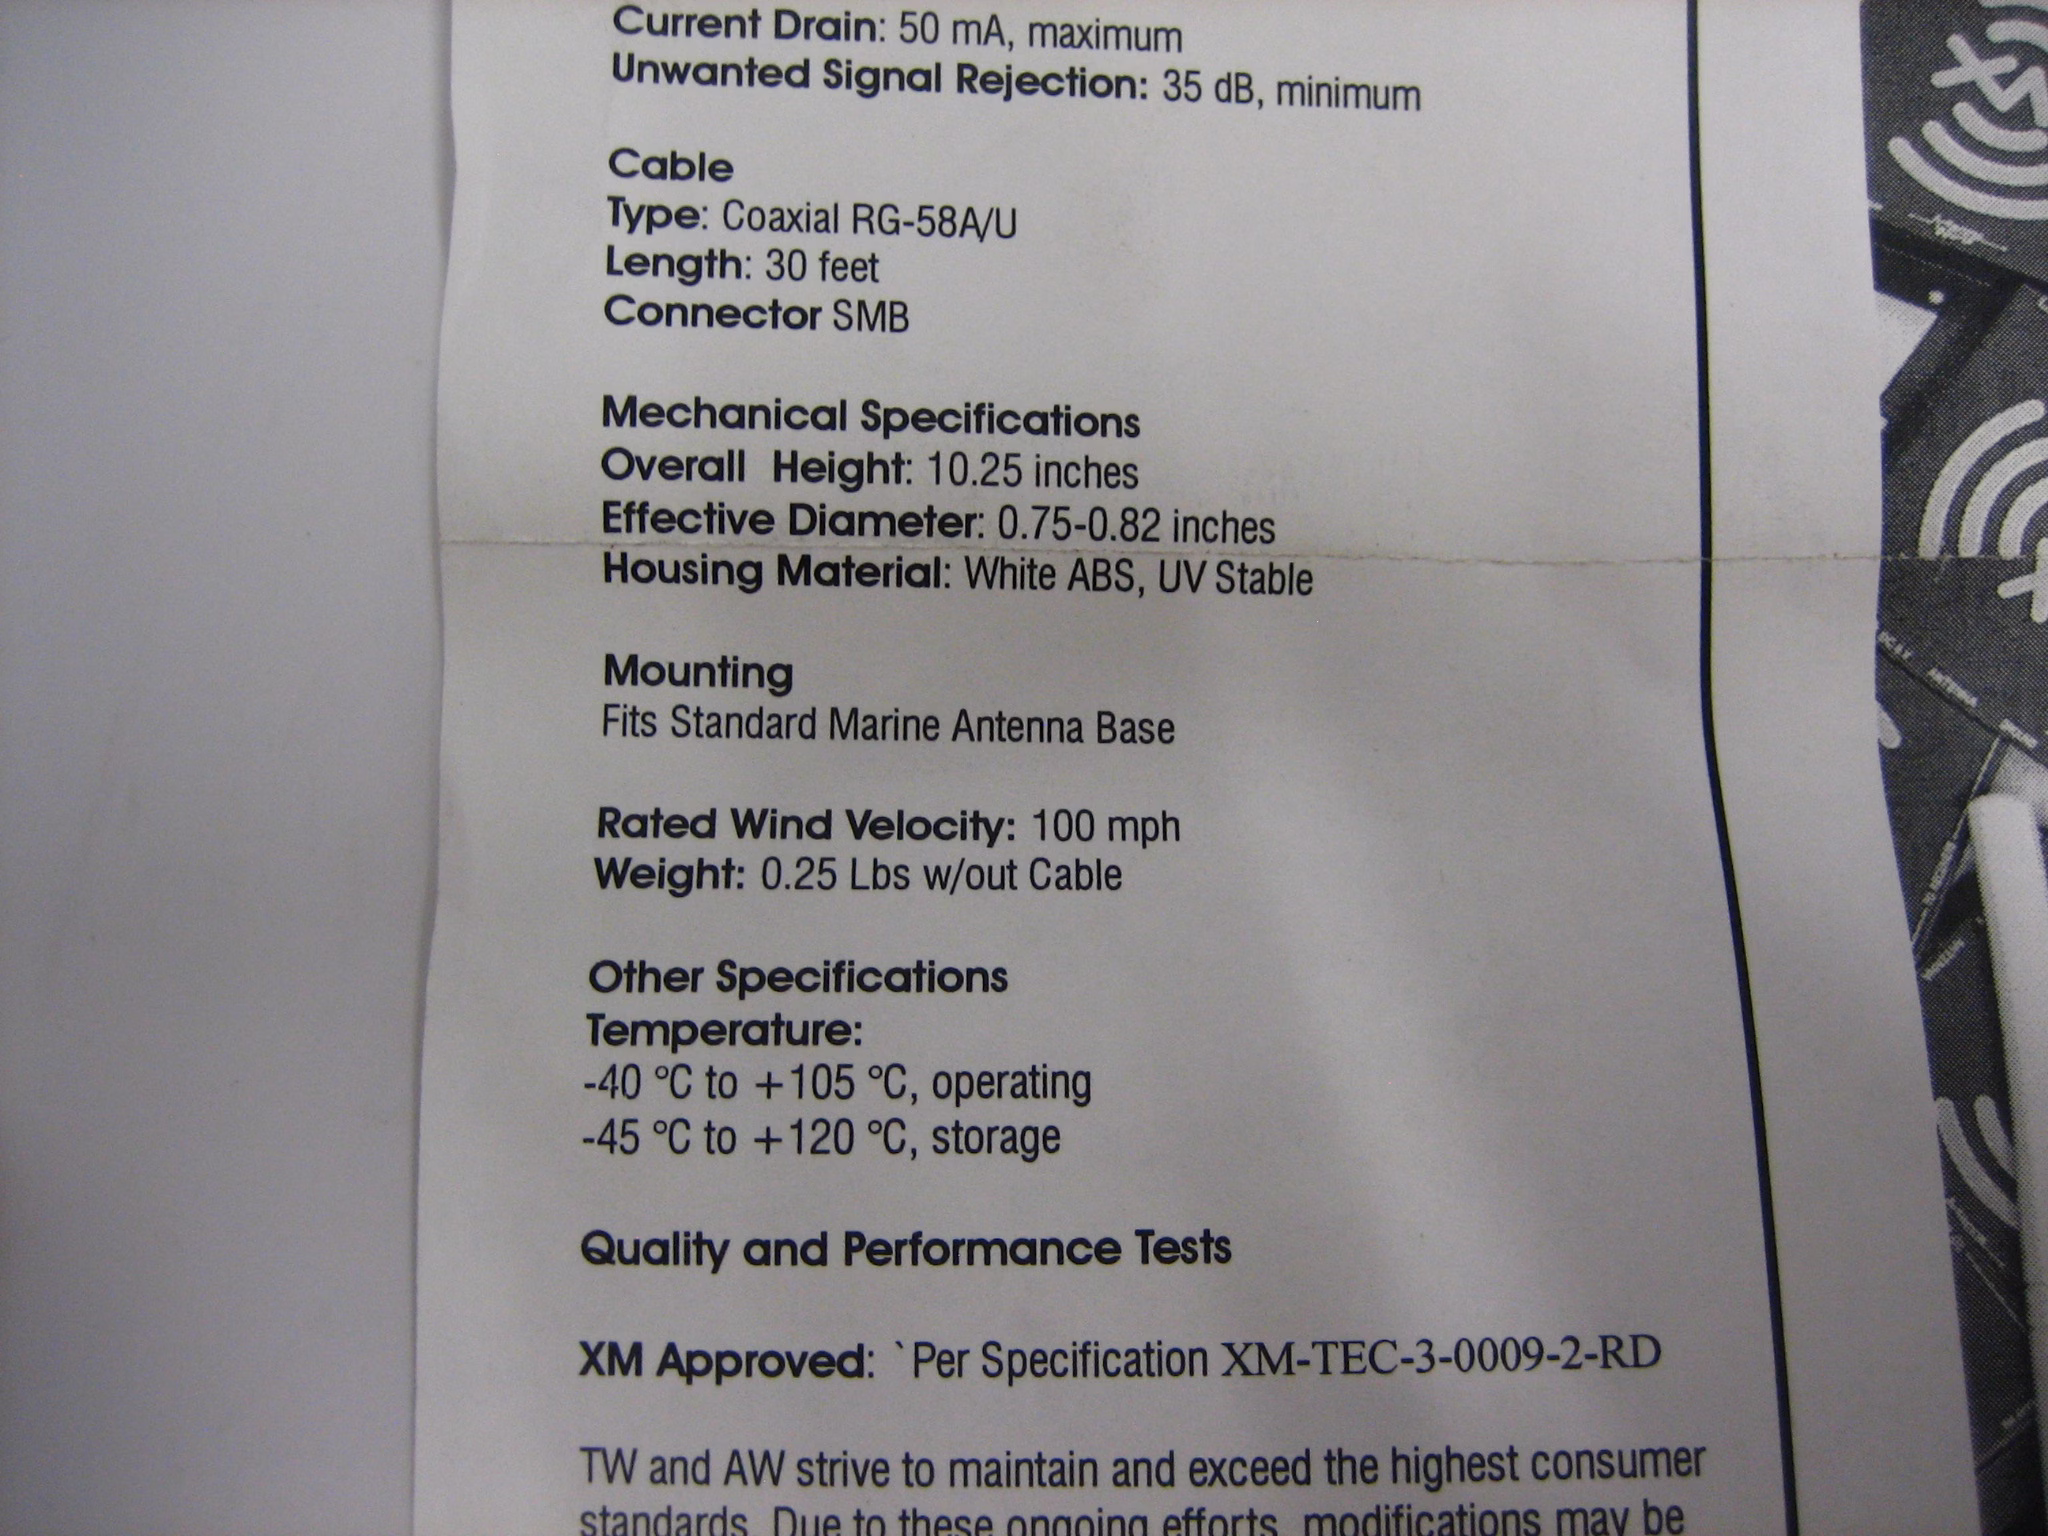 Current Drain: 50 mA, maximum
Unwanted Signal Rejection: 35 dB, minimum
Cable
Type: Coaxial RG-58A/U
Length: 30 feet
Connector SMB
Mechanical Specifications
Overall Height: 10.25 inches
Effective Diameter: 0.75-0.82 inches
Housing Material: White ABS, UV Stable
Mounting
Fits Standard Marine Antenna Base
Rated Wind Velocity: 100 mph
Weight: 0.25 Lbs w/out Cable
Other Specifications
Temperature:
-40 °C to +105 °C, operating
-45 °C to +120 °C, storage
Quality and Performance Tests
XM Approved: `Per Specification XM-TEC-3-0009-2-RD
TW and AW strive to maintain and exceed the highest consumer
standards. Due to these ongoing efforts, modifications may be
XM
ANTENNA